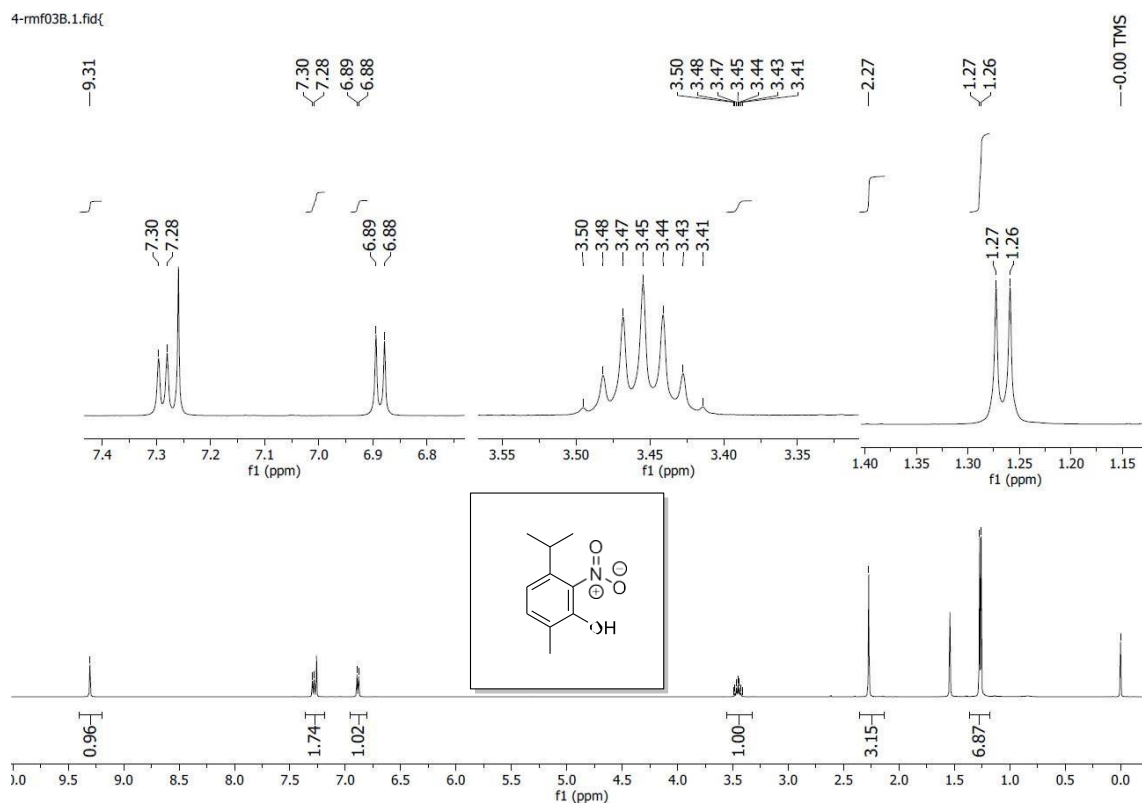 4-rmf03B.1.fid{
9.31
7.30
7.28
6.89
6.88
3.50
3.48
3.47
3.45
3.44
3.43
3.41
2.27
1.27
1.26
-0.00 TMS
7.30
7.28
6.89
6.88
3.50
3.48
3.47
3.45
3.44
3.43
3.41
1.27
1.26
7.4 7.3 7.2 7.1 7.0 6.9 6.8
f1 (ppm)
3.55 3.50 3.45 3.40 3.35
f1 (ppm)
1.40 1.35 1.30 1.25 1.20 1.15
f1 (ppm)
O
N
O
OH
0.96
1.74
1.02
1.00
3.15
6.87
0.0 9.5 9.0 8.5 8.0 7.5 7.0 6.5 6.0 5.5 5.0 4.5 4.0 3.5 3.0 2.5 2.0 1.5 1.0 0.5 0.0
f1 (ppm)